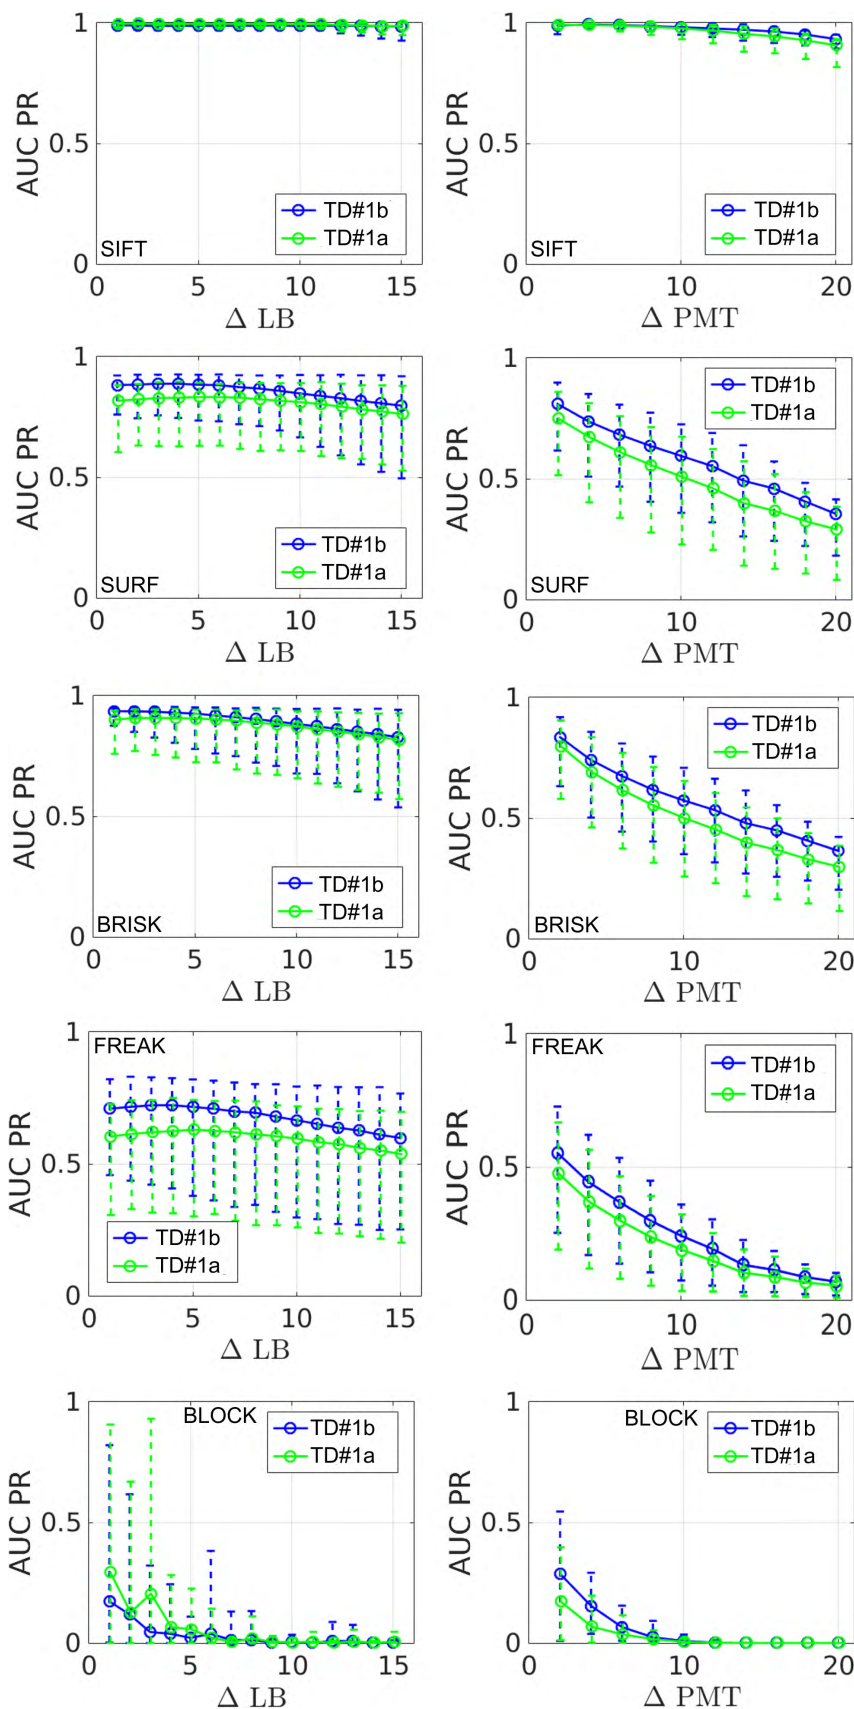 1
AUC PR
0.5
TD#1b
TD#1a
SIFT
0
0
5
10
15
Δ LB
1
AUC PR
0.5
TD#1b
TD#1a
SIFT
0
0
10
20
Δ PMT
1
AUC PR
0.5
TD#1b
TD#1a
SURF
0
0
5
10
15
Δ LB
1
TD#1b
TD#1a
AUC PR
0.5
SURF
0
0
10
20
Δ PMT
1
AUC PR
0.5
TD#1b
TD#1a
BRISK
0
0
5
10
15
Δ LB
1
TD#1b
TD#1a
AUC PR
0.5
BRISK
0
0
10
20
Δ PMT
1
FREAK
AUC PR
0.5
TD#1b
TD#1a
0
0
5
10
15
Δ LB
1
FREAK
TD#1b
TD#1a
AUC PR
0.5
0
0
10
20
Δ PMT
1
BLOCK
TD#1b
TD#1a
AUC PR
0.5
0
0
5
10
15
Δ LB
1
BLOCK
TD#1b
TD#1a
AUC PR
0.5
0
0
10
20
Δ PMT